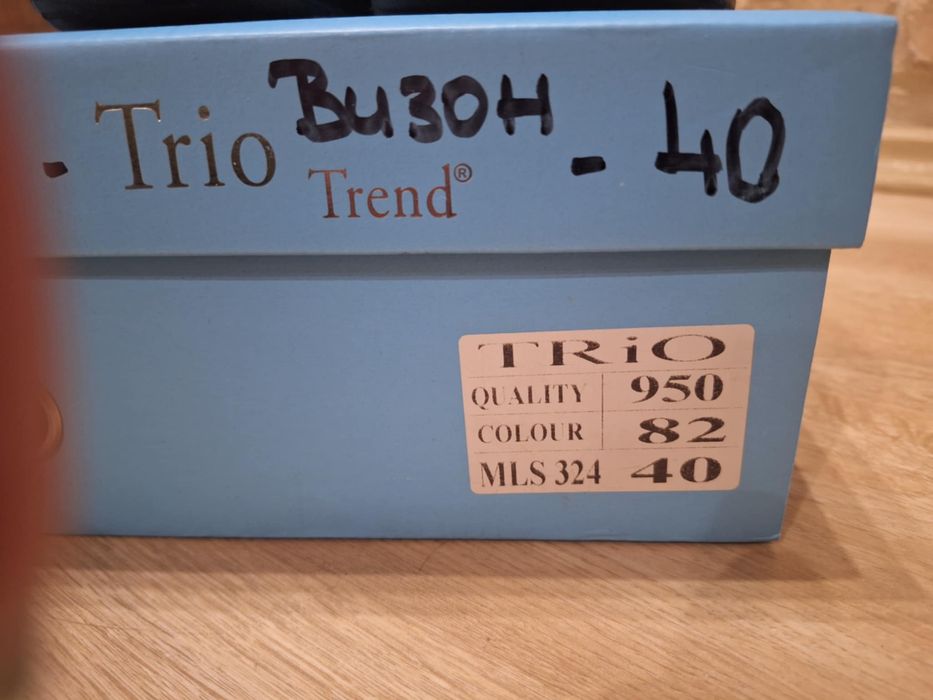 Визон
- Trio - 40
Trend®
TRiO
QUALITY 950
COLOUR 82
MLS 324 40